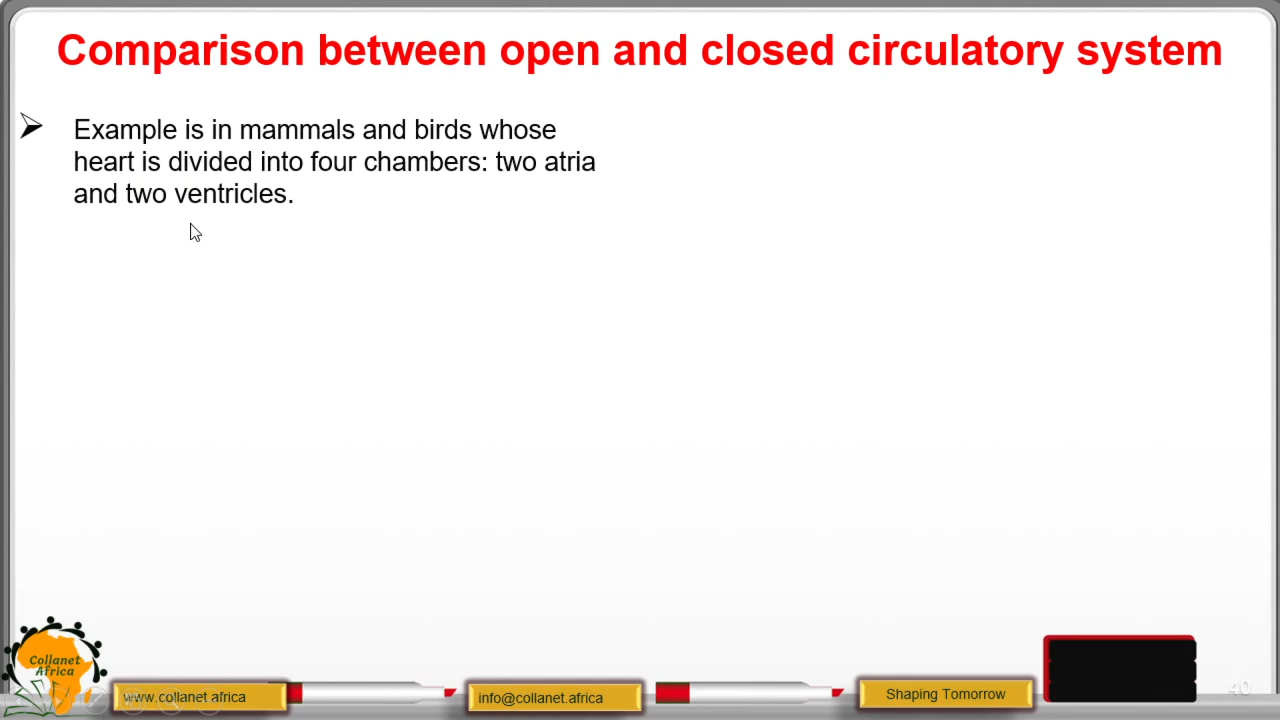 Comparison between open and closed circulatory system
Example is in mammals and birds whose
heart is divided into four chambers: two atria
and two ventricles.
Collanet
Africa
www.collanet.africa
info@collanet.africa
Shaping Tomorrow
40